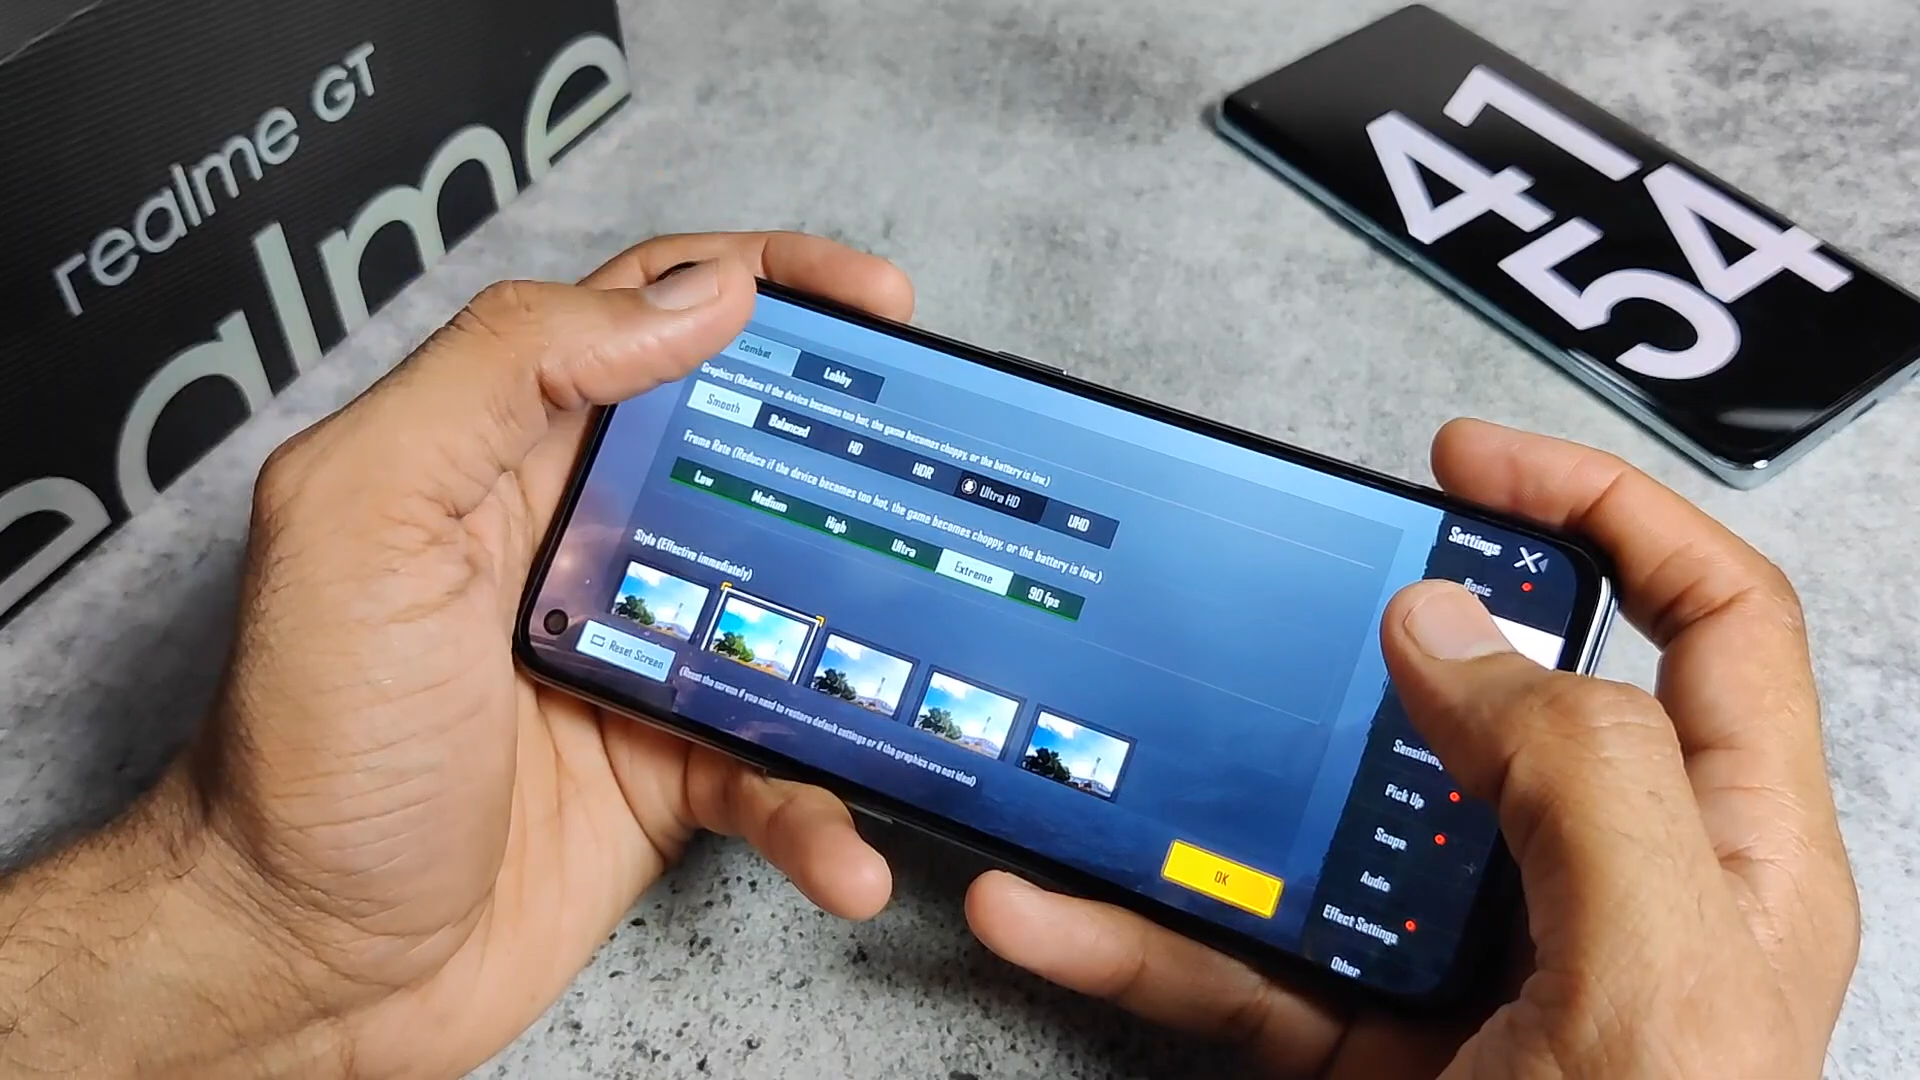 realme GT
ealme
41
54
Combat
Lobby
Graphics (Reduce if the device becomes too hot, the game becomes choppy, or the battery is low.)
Smooth
Balanced
HD
HDR
Ultra HD
UHD
Frame Rate (Reduce if the device becomes too hot, the game becomes choppy, or the battery is low.)
Low
Medium
High
Ultra
Extreme
90 fps
Style (Effective immediately)
Reset Screen
(Reset the screen if you need to restore default settings or if the graphics are not ideal)
OK
Settings
Basic
Sensitivity
Pick Up
Scope
Audio
Effect Settings
Other